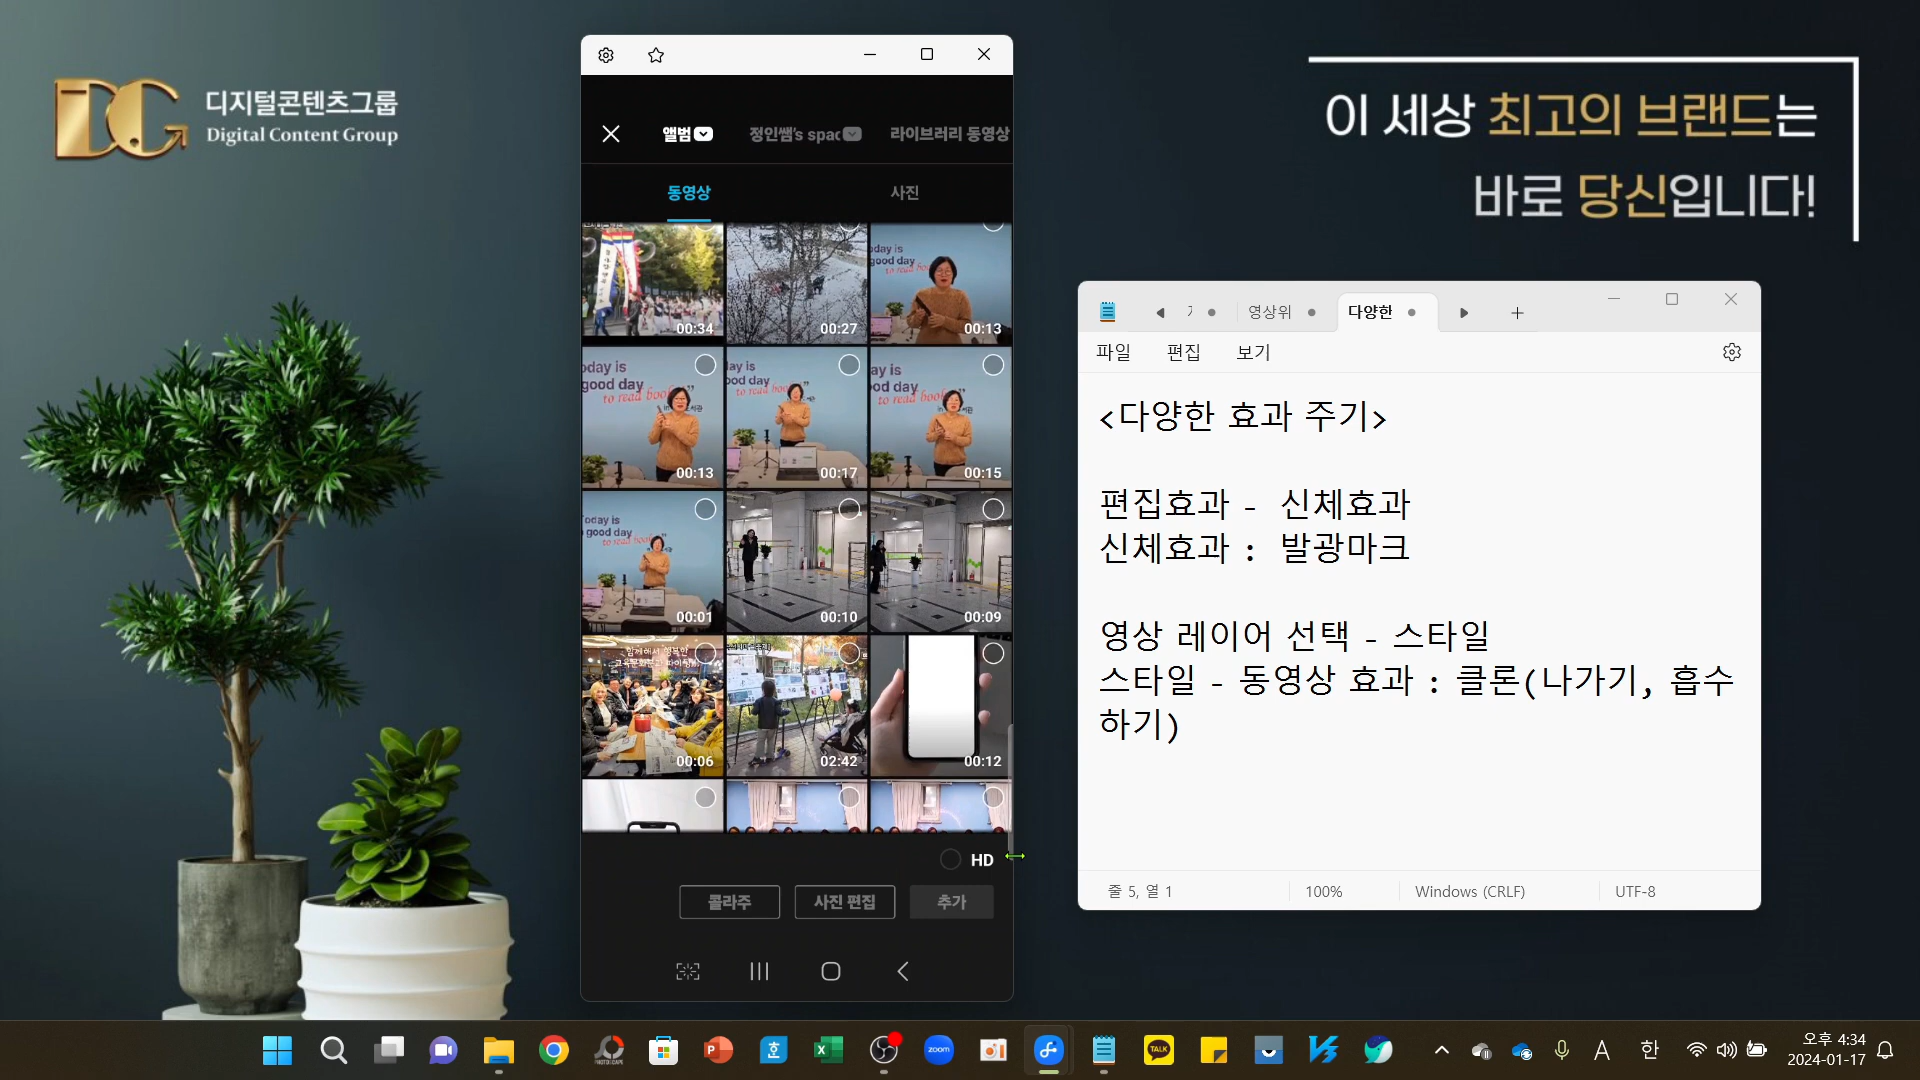 디지털콘텐츠그룹
Digital Content Group
이 세상 최고의 브랜드는
바로 당신입니다!
앨범
정인쌤's spac
라이브러리 동영상
동영상
사진
00:34
00:27
00:13
00:13
00:17
00:15
00:01
00:10
00:09
00:06
02:42
00:12
HD
콜라주
사진 편집
추가
영상위
다양한
파일
편집
보기
<다양한 효과 주기>
편집효과 - 신체효과
신체효과 : 발광마크
영상 레이어 선택 - 스타일
스타일 - 동영상 효과 : 클론(나가기, 흡수
하기)
줄 5, 열 1
100%
Windows (CRLF)
UTF-8
zoom
TALK
A
한
오후 4:34
2024-01-17